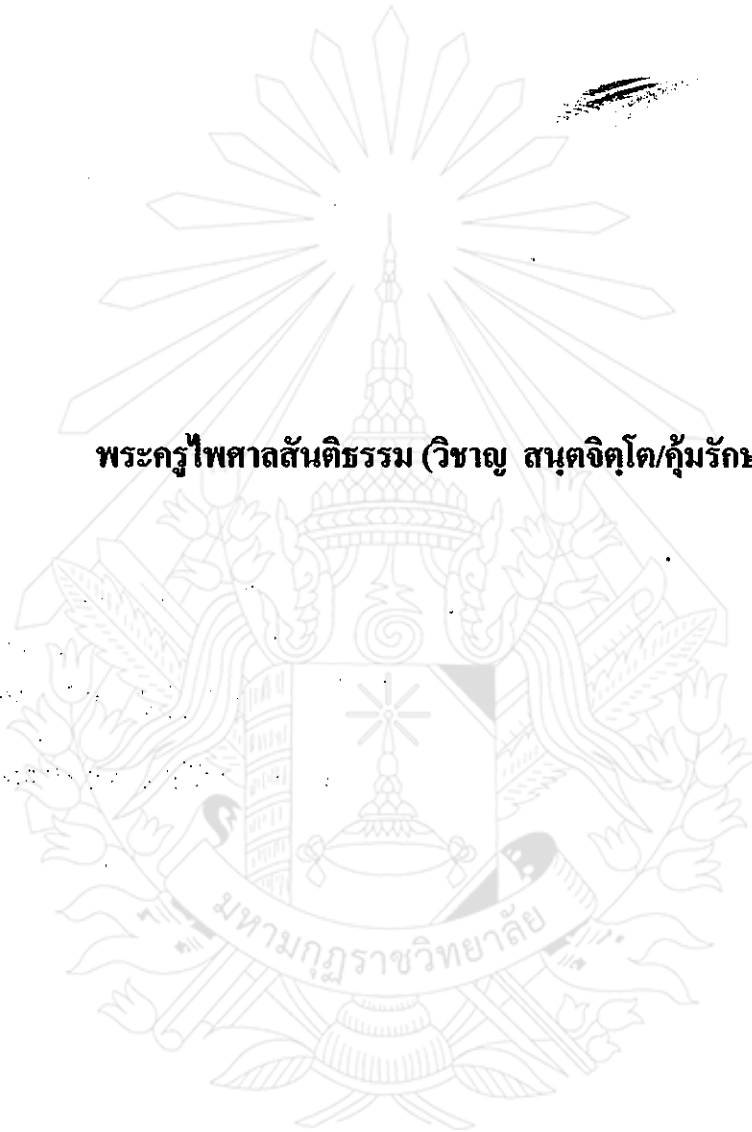 พระครูไพศาลสันติธรรม (วิชาญ สนฺตจิตฺโต/คุ้มรักษ
มหามกุฏราชวิทยาลัย